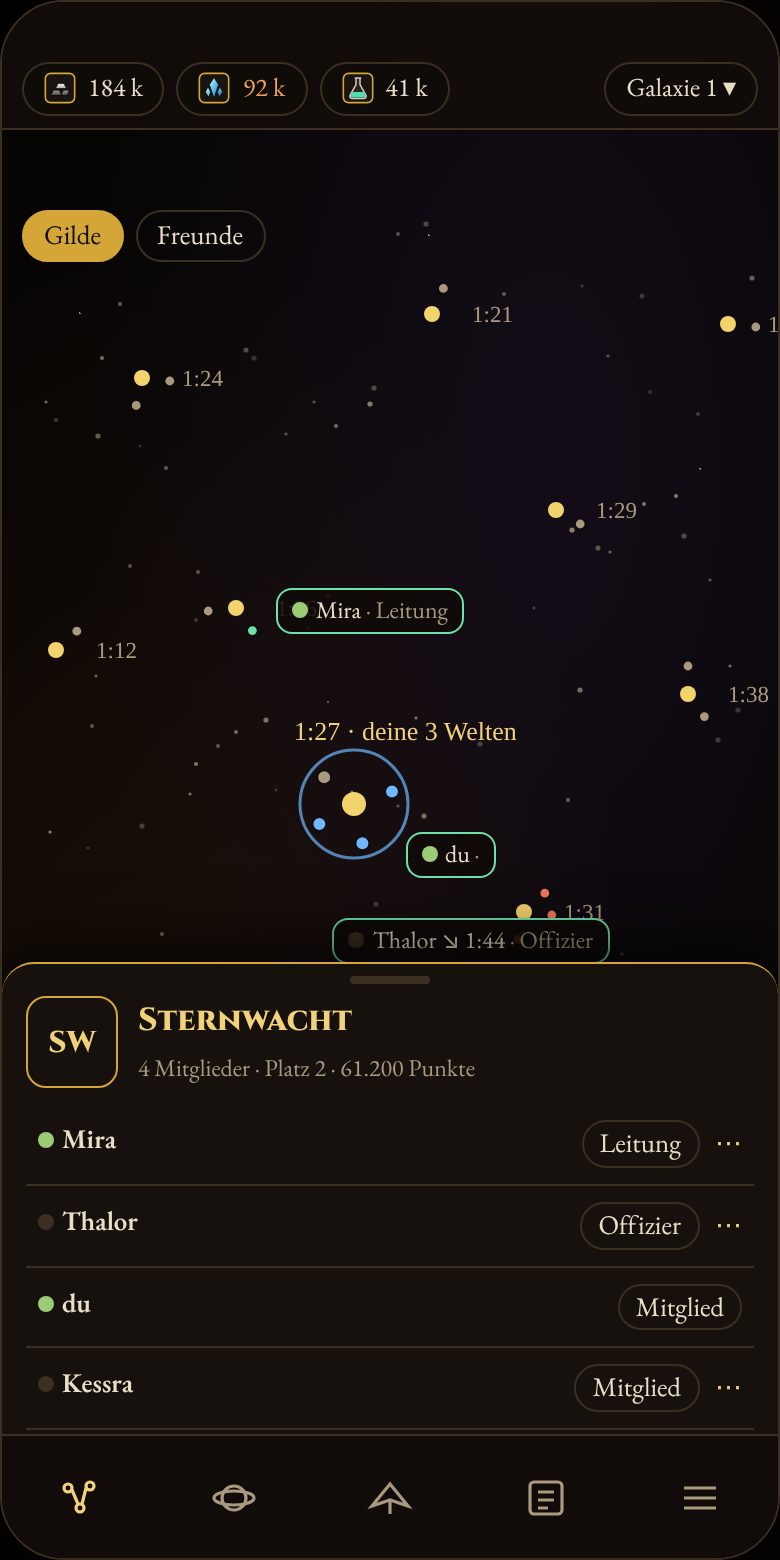 184 k
92 k
41 k
Galaxie 1 ▼
Gilde
Freunde
1:21
1:24
1:29
Mira · Leitung
1:12
1:38
1:27 · deine 3 Welten
du ·
1:31
Thalor ↘ 1:44 · Offizier
SW
STERNWACHT
4 Mitglieder · Platz 2 · 61.200 Punkte
Mira
Leitung
...
Thalor
Offizier
...
du
Mitglied
Kessra
Mitglied
...